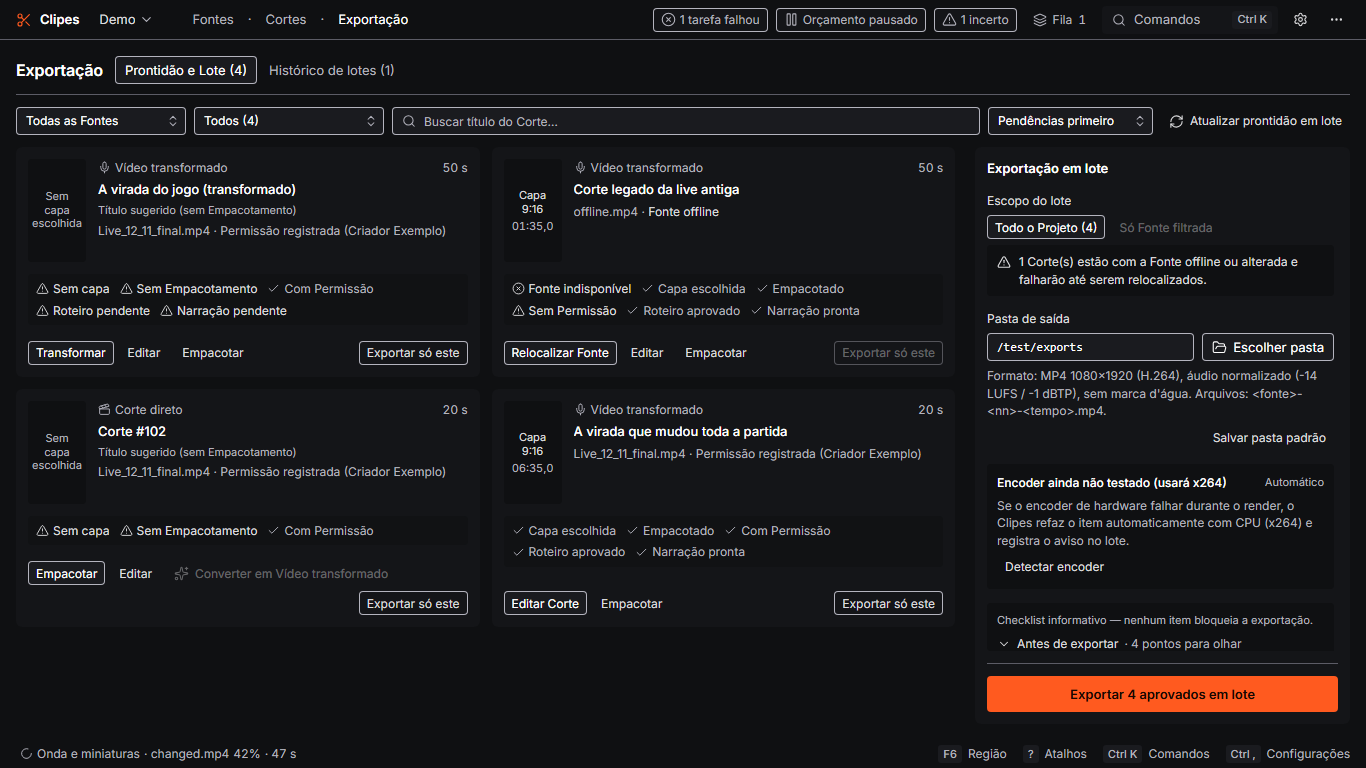 Clipes Demo Fontes · Cortes · Exportação 1 tarefa falhou Orçamento pausado 1 incerto Fila 1 Comandos Ctrl K
Exportação Prontidão e Lote (4) Histórico de lotes (1)
Todas as Fontes Todos (4) Buscar título do Corte... Pendências primeiro Atualizar prontidão em lote
Sem capa escolhida
Vídeo transformado 50 s
A virada do jogo (transformado)
Título sugerido (sem Empacotamento)
Live_12_11_final.mp4 · Permissão registrada (Criador Exemplo)
Sem capa Sem Empacotamento Com Permissão
Roteiro pendente Narração pendente
Transformar Editar Empacotar Exportar só este
Capa
9:16
01:35,0
Vídeo transformado 50 s
Corte legado da live antiga
offline.mp4 · Fonte offline
Fonte indisponível Capa escolhida Empacotado
Sem Permissão Roteiro aprovado Narração pronta
Relocalizar Fonte Editar Empacotar Exportar só este
Sem capa escolhida
Corte direto 20 s
Corte #102
Título sugerido (sem Empacotamento)
Live_12_11_final.mp4 · Permissão registrada (Criador Exemplo)
Sem capa Sem Empacotamento Com Permissão
Empacotar Editar Converter em Vídeo transformado
Exportar só este
Capa
9:16
06:35,0
Vídeo transformado 20 s
A virada que mudou toda a partida
Live_12_11_final.mp4 · Permissão registrada (Criador Exemplo)
Capa escolhida Empacotado Com Permissão
Roteiro aprovado Narração pronta
Editar Corte Empacotar Exportar só este
Exportação em lote
Escopo do lote
Todo o Projeto (4) Só Fonte filtrada
1 Corte(s) estão com a Fonte offline ou alterada e
falharão até serem relocalizados.
Pasta de saída
/test/exports Escolher pasta
Formato: MP4 1080×1920 (H.264), áudio normalizado (-14
LUFS / -1 dBTP), sem marca d'água. Arquivos: <fonte>-
<nn>-<tempo>.mp4.
Salvar pasta padrão
Encoder ainda não testado (usará x264) Automático
Se o encoder de hardware falhar durante o render, o
Clipes refaz o item automaticamente com CPU (x264) e
registra o aviso no lote.
Detectar encoder
Checklist informativo — nenhum item bloqueia a exportação.
Antes de exportar · 4 pontos para olhar
Exportar 4 aprovados em lote
Onda e miniaturas · changed.mp4 42% · 47 s F6 Região ? Atalhos Ctrl K Comandos Ctrl , Configurações